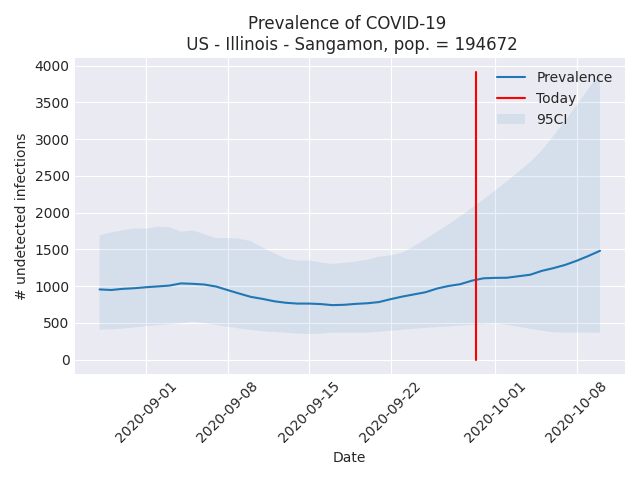 Prevalence of COVID-19
US - Illinois - Sangamon, pop. = 194672
4000
3500
3000
2500
2000
1500
1000
500
0
# undetected infections
Prevalence
Today
95CI
2020-09-01
2020-09-08
2020-09-15
2020-09-22
2020-10-01
2020-10-08
Date